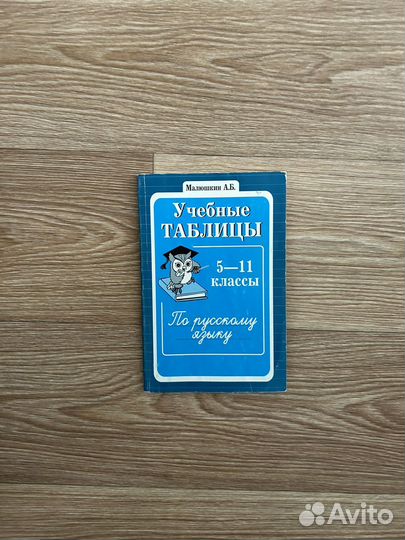 Малюшкин А.Б.
Учебные
ТАБЛИЦЫ
5—11
классы
По русскому
языку
Avito